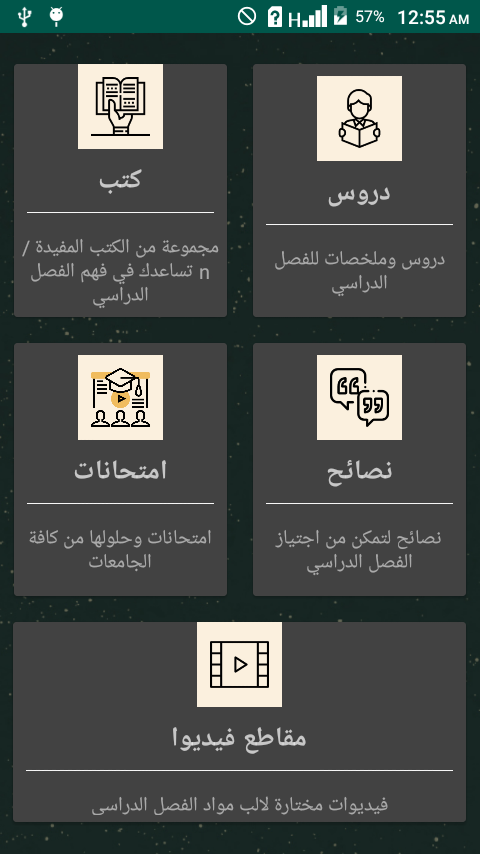 H 57% 12:55 AM
دروس
دروس وملخصات للفصل
الدراسي
كتب
مجموعة من الكتب المفيدة /
n تساعدك في فهم الفصل
الدراسي
نصائح
نصائح لتمكن من اجتياز
الفصل الدراسي
امتحانات
امتحانات وحلولها من كافة
الجامعات
مقاطع فيديوا
فيديوات مختارة لالب مواد الفصل الدراسي